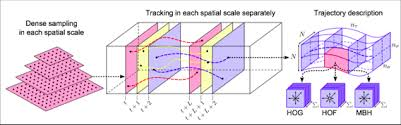 Dense sampling
in each spatial scale
Tracking in each spatial scale separately
Trajectory description
HOG
HOF
MBH